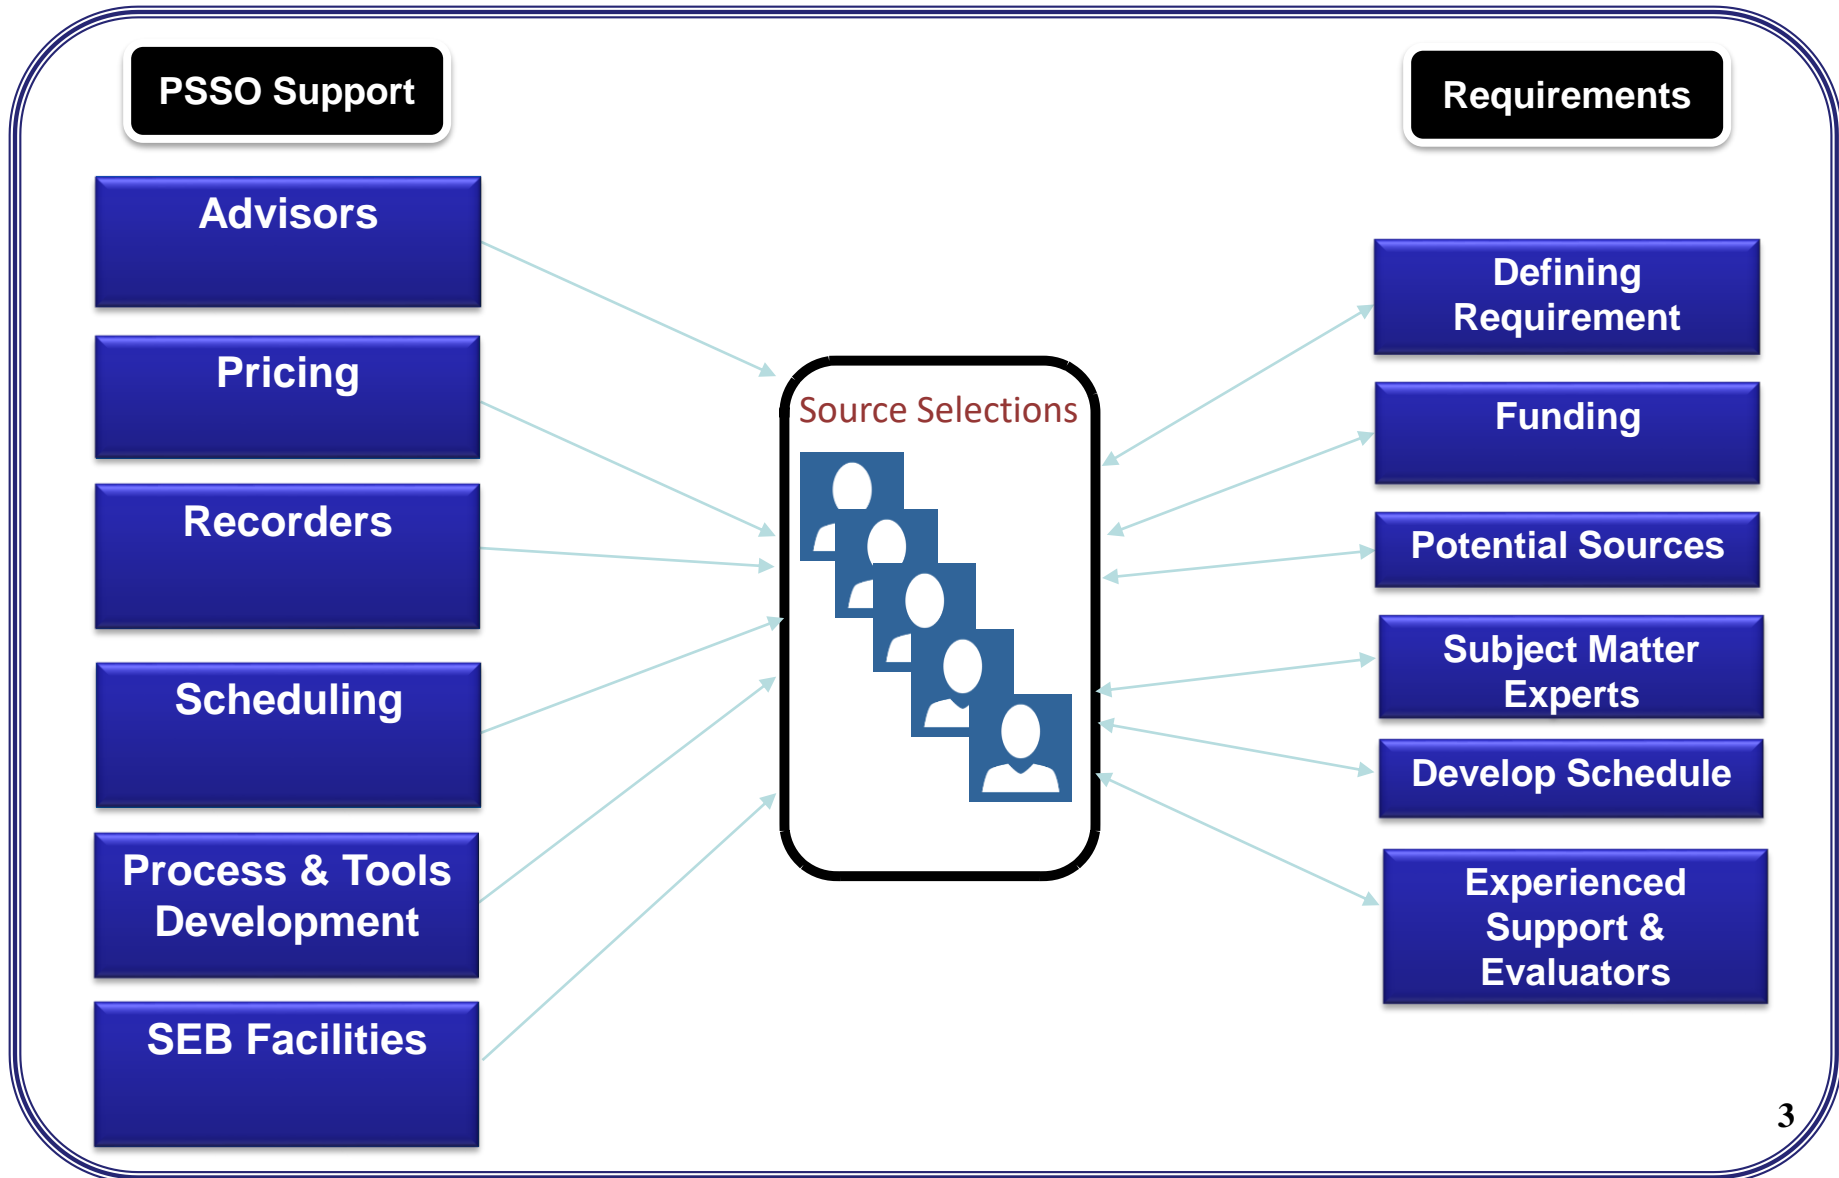 PSSO Support
Advisors
Pricing
Recorders
Scheduling
Process & Tools
Development
SEB Facilities
Source Selections
Requirements
Defining
Requirement
Funding
Potential Sources
Subject Matter
Experts
Develop Schedule
Experienced
Support &
Evaluators
3